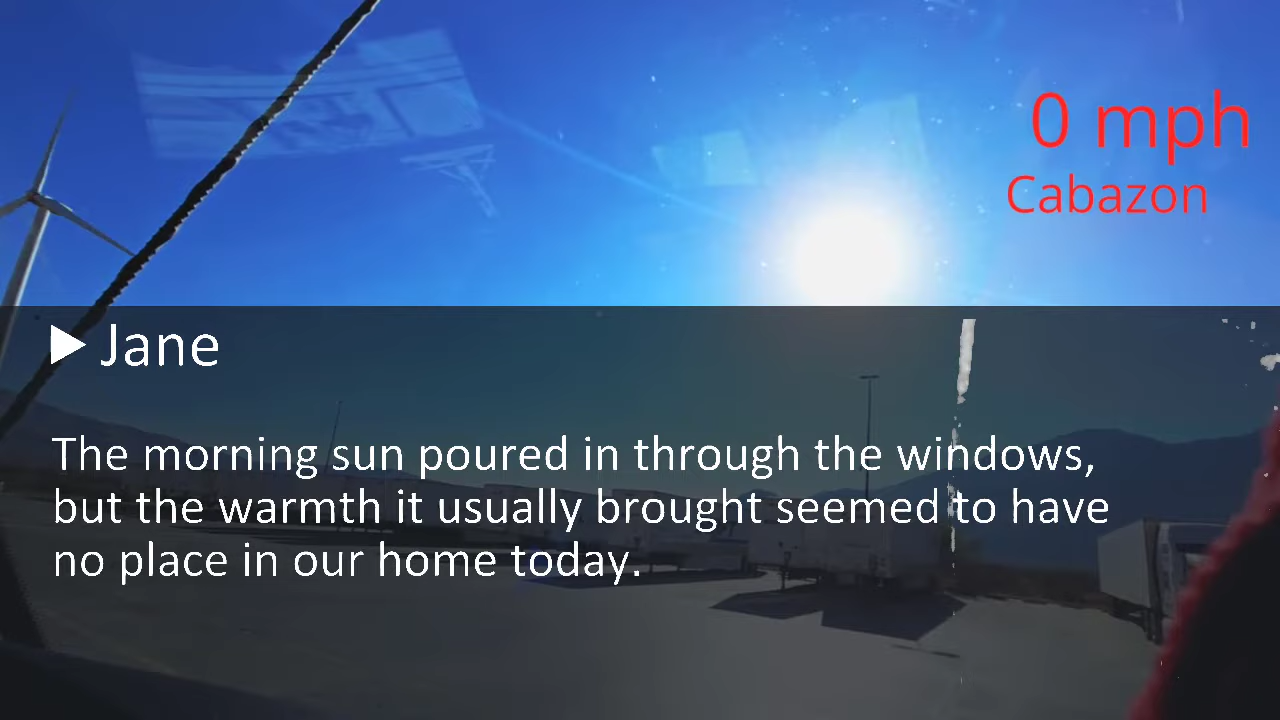 0 mph
Cabazon
Jane
The morning sun poured in through the windows,
but the warmth it usually brought seemed to have
no place in our home today.